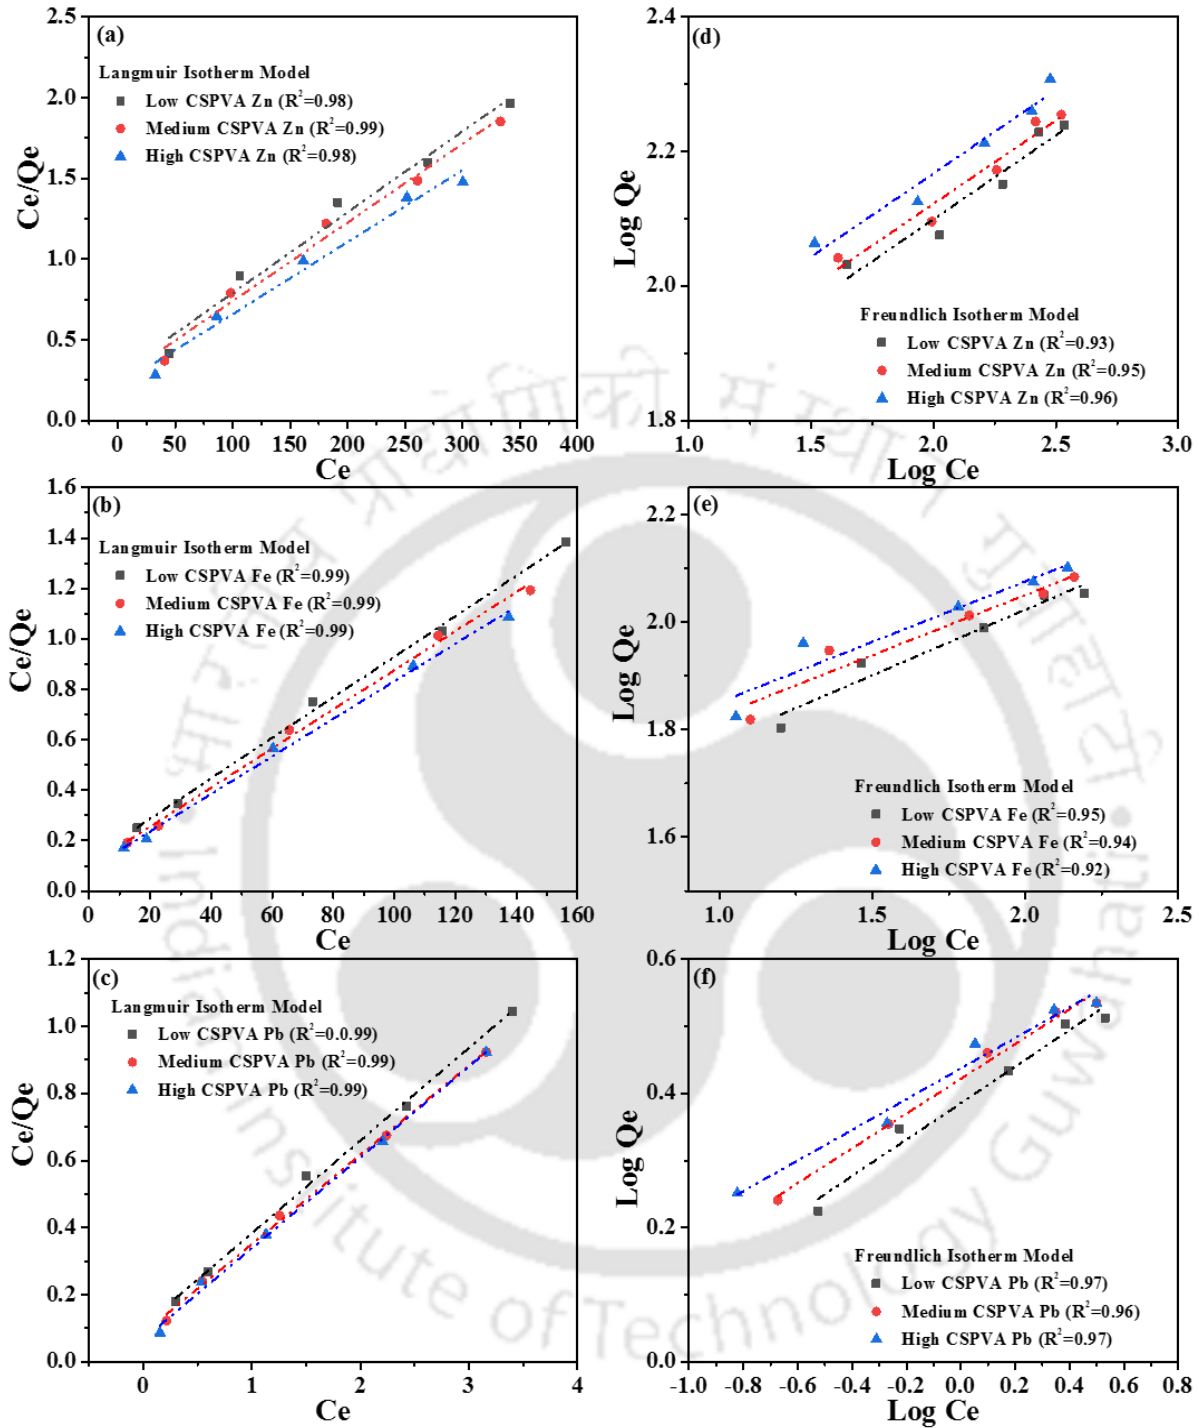 (a)
Langmuir Isotherm Model
Low CSPVA Zn (R²=0.98)
Medium CSPVA Zn (R²=0.99)
High CSPVA Zn (R²=0.98)
2.5
2.0
1.5
1.0
0.5
0.0
Ce/Qe
0 50 100 150 200 250 300 350 400
Ce
(d)
2.4
2.2
2.0
1.8
Log Qe
Freundlich Isotherm Model
Low CSPVA Zn (R²=0.93)
Medium CSPVA Zn (R²=0.95)
High CSPVA Zn (R²=0.96)
1.0 1.5 2.0 2.5 3.0
Log Ce
(b)
Langmuir Isotherm Model
Low CSPVA Fe (R²=0.99)
Medium CSPVA Fe (R²=0.99)
High CSPVA Fe (R²=0.99)
1.6
1.4
1.2
1.0
0.8
0.6
0.4
0.2
0.0
Ce/Qe
0 20 40 60 80 100 120 140 160
Ce
(e)
2.2
2.0
1.8
1.6
Log Qe
Freundlich Isotherm Model
Low CSPVA Fe (R²=0.95)
Medium CSPVA Fe (R²=0.94)
High CSPVA Fe (R²=0.92)
1.0 1.5 2.0 2.5
Log Ce
(c)
Langmuir Isotherm Model
Low CSPVA Pb (R²=0.0.99)
Medium CSPVA Pb (R²=0.99)
High CSPVA Pb (R²=0.99)
1.2
1.0
0.8
0.6
0.4
0.2
0.0
Ce/Qe
0 1 2 3 4
Ce
(f)
0.6
0.4
0.2
0.0
Log Qe
Freundlich Isotherm Model
Low CSPVA Pb (R²=0.97)
Medium CSPVA Pb (R²=0.96)
High CSPVA Pb (R²=0.97)
-1.0 -0.8 -0.6 -0.4 -0.2 0.0 0.2 0.4 0.6 0.8
Log Ce
Indian Institute of Technology Guwahati